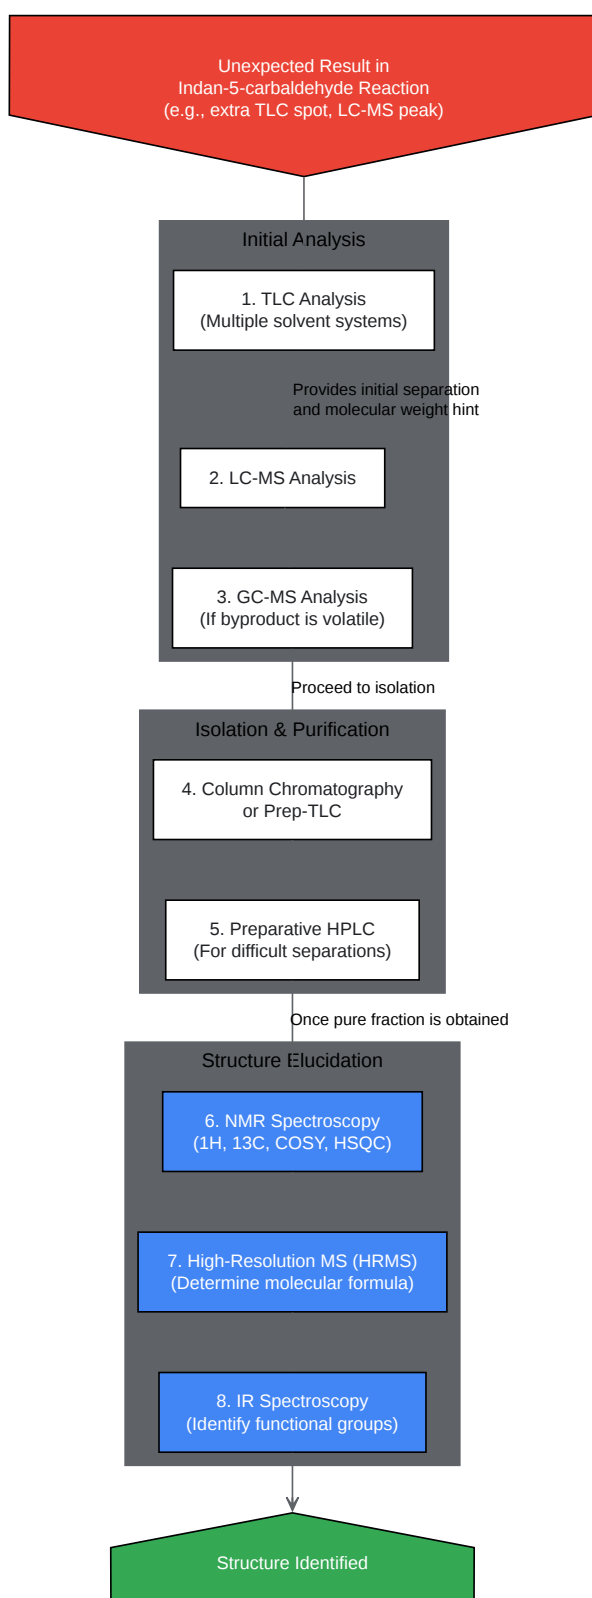 Unexpected Result in
Indan-5-carbaldehyde Reaction
(e.g., extra TLC spot, LC-MS peak)
Initial Analysis
1. TLC Analysis
(Multiple solvent systems)
Provides initial separation
and molecular weight hint
2. LC-MS Analysis
3. GC-MS Analysis
(If byproduct is volatile)
Proceed to isolation
Isolation & Purification
4. Column Chromatography
or Prep-TLC
5. Preparative HPLC
(For difficult separations)
Once pure fraction is obtained
Structure Elucidation
6. NMR Spectroscopy
(1H, 13C, COSY, HSQC)
7. High-Resolution MS (HRMS)
(Determine molecular formula)
8. IR Spectroscopy
(Identify functional groups)
Structure Identified